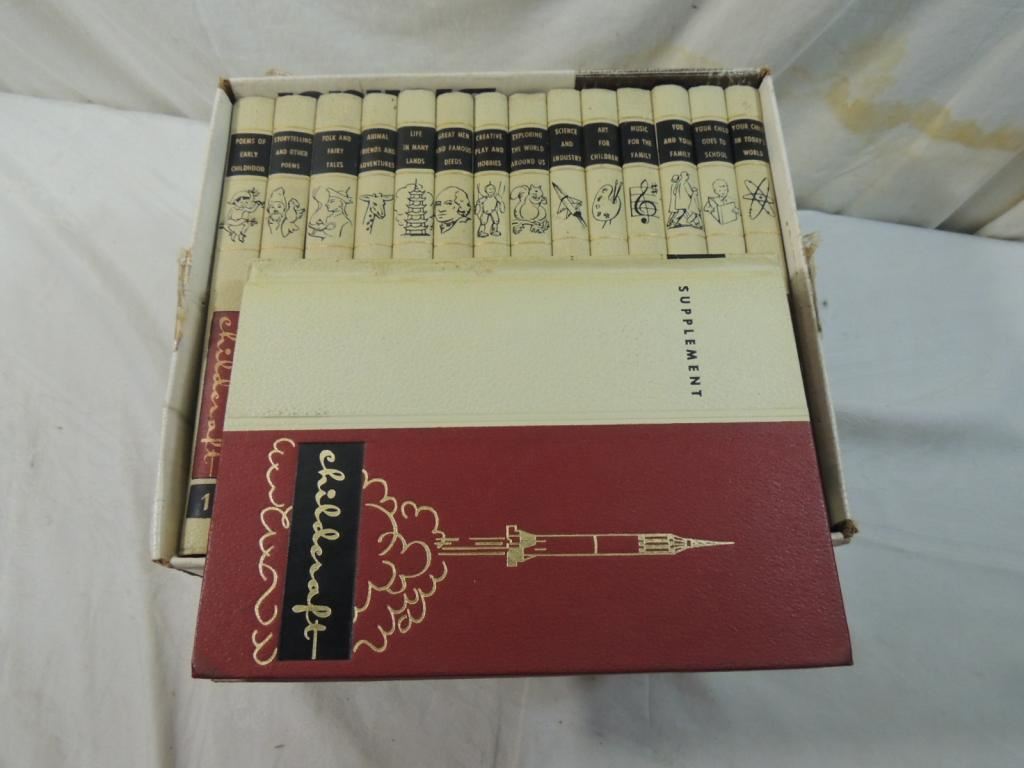 POEMS OF
EARLY
CHILDHOOD
STORYTELLING
AND OTHER
POEMS
FOLK AND
FAIRY
TALES
ANIMAL
FRIENDS AND
ADVENTURES
LIFE
IN MANY
LANDS
GREAT MEN
AND FAMOUS
DEEDS
CREATIVE
PLAY AND
HOBBIES
EXPLORING
THE WORLD
AROUND US
SCIENCE
AND
INDUSTRY
ART
FOR
CHILDREN
MUSIC
FOR THE
FAMILY
YOU
AND YOUR
FAMILY
YOUR CHILD
GOES TO
SCHOOL
YOUR CHILD
IN TODAY'S
WORLD
childcraft
1
SUPPLEMENT
childcraft